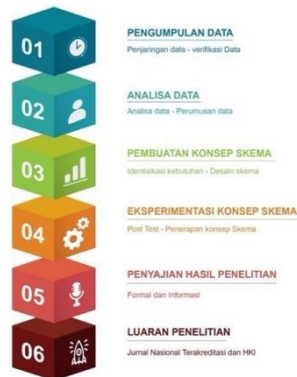 01
PENGUMPULAN DATA
Penjaringan data - verifikasi Data
02
ANALISA DATA
Analisa data - Perumusan data
03
PEMBUATAN KONSEP SKEMA
Identisikasi kebutuhan - Desain skema
04
EKSPERIMENTASI KONSEP SKEMA
Post Test - Penerapan konsep Skema
05
PENYAJIAN HASIL PENELITIAN
Formal dan Informasl
06
LUARAN PENELITIAN
Jurnal Nasional Terakreditasi dan HKI